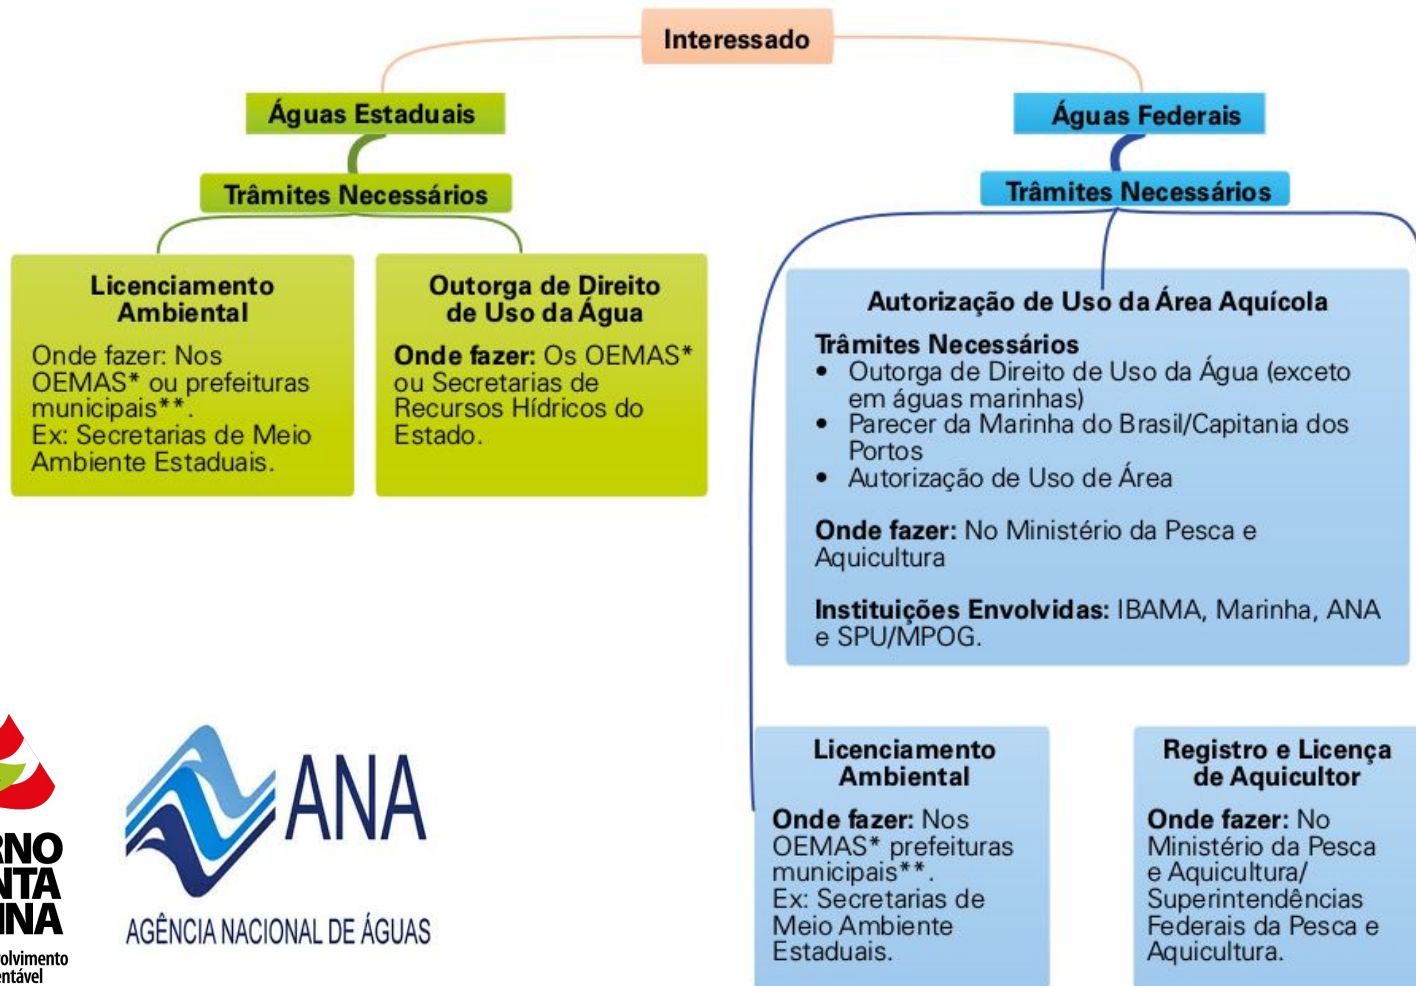 Interessado
Águas Estaduais
Trâmites Necessários
Licenciamento
Ambiental
Onde fazer: Nos
OEMAS* ou prefeituras
municipais**.
Ex: Secretarias de Meio
Ambiente Estaduais.
Outorga de Direito
de Uso da Água
Onde fazer: Os OEMAS*
ou Secretarias de
Recursos Hídricos do
Estado.
Águas Federais
Trâmites Necessários
Autorização de Uso da Área Aquícola
Trâmites Necessários
• Outorga de Direito de Uso da Água (exceto
em águas marinhas)
• Parecer da Marinha do Brasil/Capitania dos
Portos
• Autorização de Uso de Área
Onde fazer: No Ministério da Pesca e
Aquicultura
Instituições Envolvidas: IBAMA, Marinha, ANA
e SPU/MPOG.
Licenciamento
Ambiental
Onde fazer: Nos
OEMAS* prefeituras
municipais**.
Ex: Secretarias de
Meio Ambiente
Estaduais.
Registro e Licença
de Aquicultor
Onde fazer: No
Ministério da Pesca
e Aquicultura/
Superintendências
Federais da Pesca e
Aquicultura.
RNO
NTA
INA
olvimento
entável
ANA
AGÊNCIA NACIONAL DE ÁGUAS